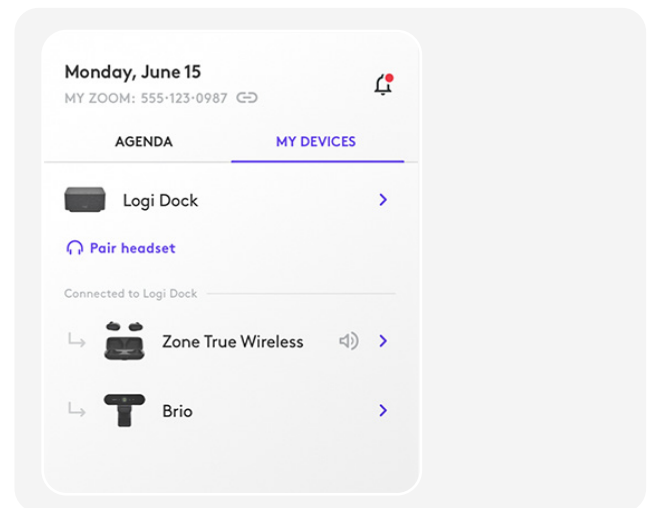 Monday, June 15
MY ZOOM: 555·123·0987
AGENDA
MY DEVICES
Logi Dock
Pair headset
Connected to Logi Dock
Zone True Wireless
Brio